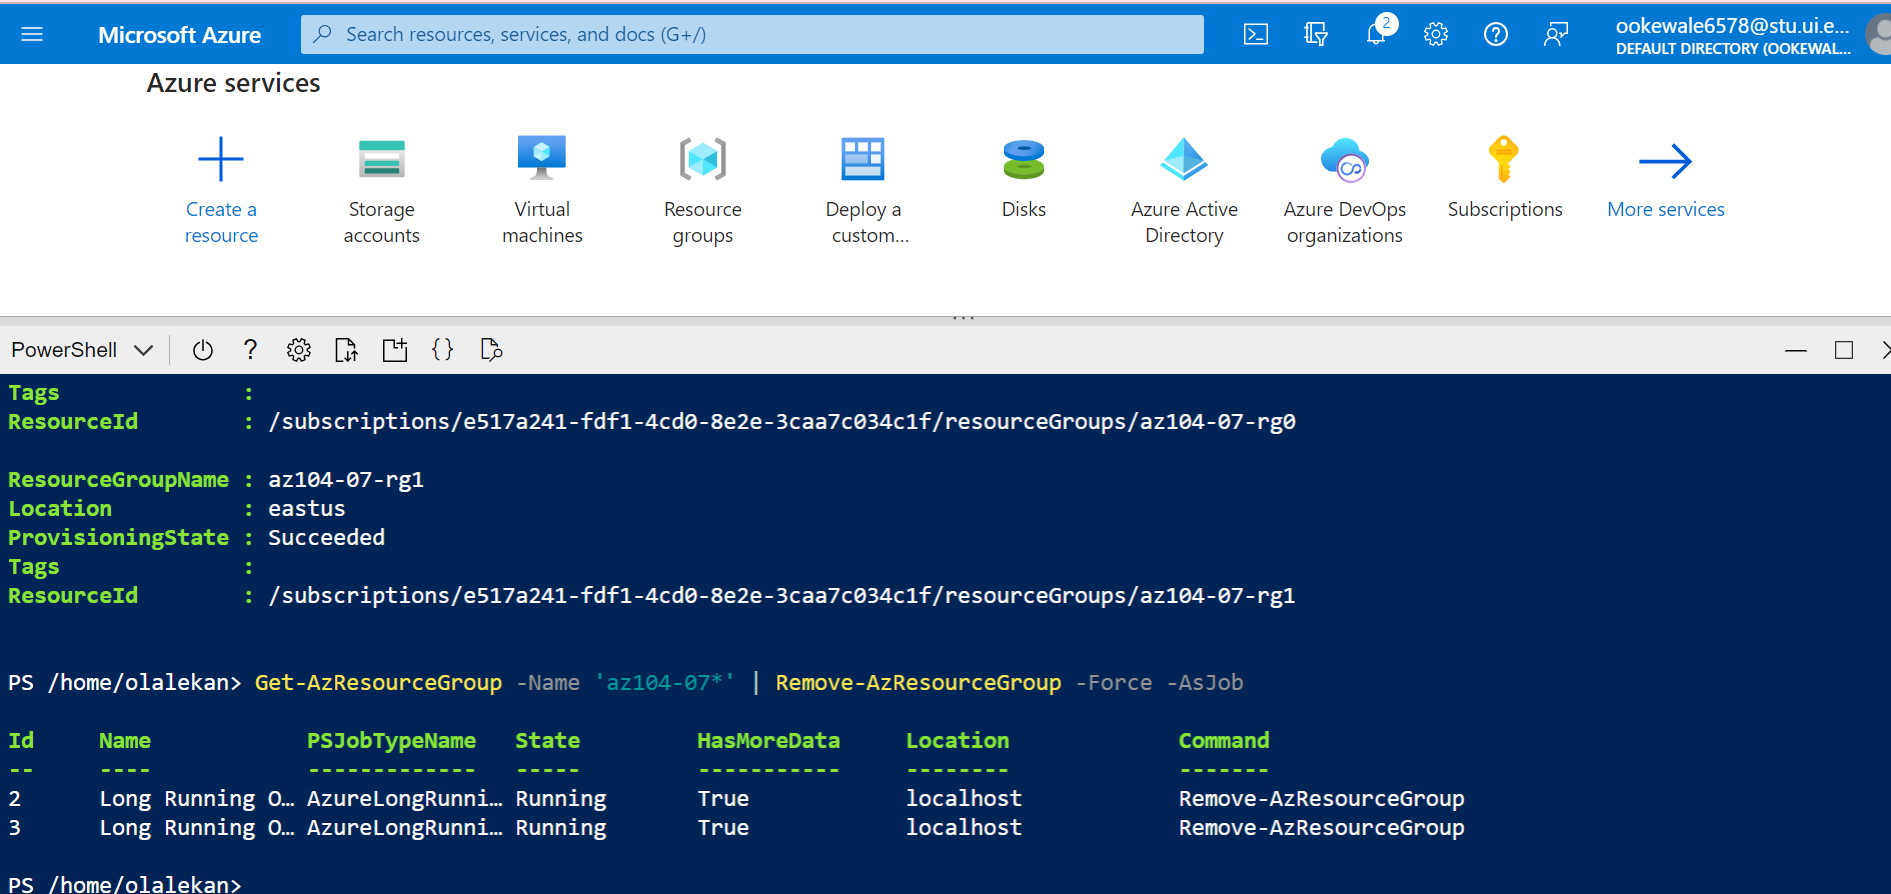 Microsoft Azure
Search resources, services, and docs (G+/)
2
ookewale6578@stu.ui.e...
DEFAULT DIRECTORY (OOKEWAL...
Azure services
Create a
resource
Storage
accounts
Virtual
machines
Resource
groups
Deploy a
custom...
Disks
Azure Active
Directory
Azure DevOps
organizations
Subscriptions
More services
PowerShell
Tags :
ResourceId : /subscriptions/e517a241-fdf1-4cd0-8e2e-3caa7c034c1f/resourceGroups/az104-07-rg0
ResourceGroupName : az104-07-rg1
Location : eastus
ProvisioningState : Succeeded
Tags :
ResourceId : /subscriptions/e517a241-fdf1-4cd0-8e2e-3caa7c034c1f/resourceGroups/az104-07-rg1
PS /home/olalekan> Get-AzResourceGroup -Name 'az104-07*' | Remove-AzResourceGroup -Force -AsJob
Id Name PSJobTypeName State HasMoreData Location Command
-- ---- ------------- ----- ----------- -------- -------
2 Long Running O… AzureLongRunni… Running True localhost Remove-AzResourceGroup
3 Long Running O… AzureLongRunni… Running True localhost Remove-AzResourceGroup
PS /home/olalekan>